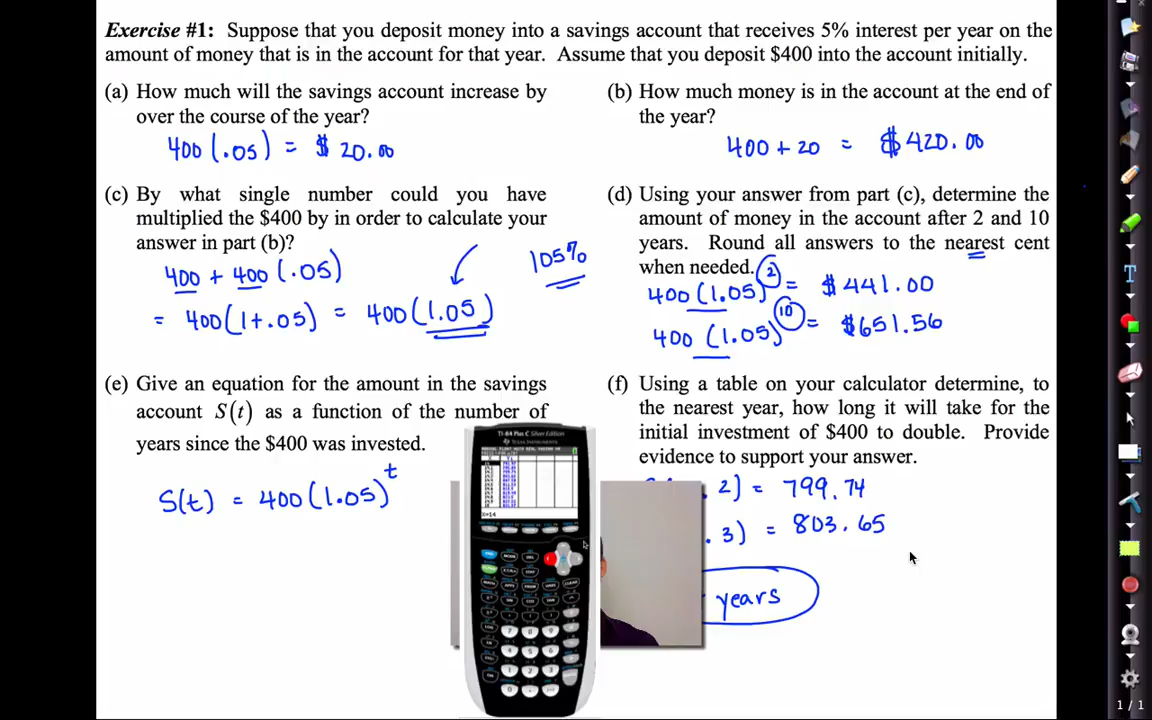 Exercise #1: Suppose that you deposit money into a savings account that receives 5% interest per year on the
amount of money that is in the account for that year. Assume that you deposit $400 into the account initially.
(a) How much will the savings account increase by
over the course of the year?
400 (.05) = $ 20.00
(b) How much money is in the account at the end of
the year?
400 + 20 = $420.00
(c) By what single number could you have
multiplied the $400 by in order to calculate your
answer in part (b)?
400 + 400 (.05)
105%
= 400 (1+.05) = 400 (1.05)
(d) Using your answer from part (c), determine the
amount of money in the account after 2 and 10
years. Round all answers to the nearest cent
when needed.
400 (1.05)^2 = $441.00
400 (1.05)^10 = $651.56
(e) Give an equation for the amount in the savings
account S(t) as a function of the number of
years since the $400 was invested.
S(t) = 400 (1.05)^t
(f) Using a table on your calculator determine, to
the nearest year, how long it will take for the
initial investment of $400 to double. Provide
evidence to support your answer.
. 2) = 799.74
. 3) = 803.65
years
TI-84 Plus C Silver Edition
TEXAS INSTRUMENTS
X=14
1 / 1